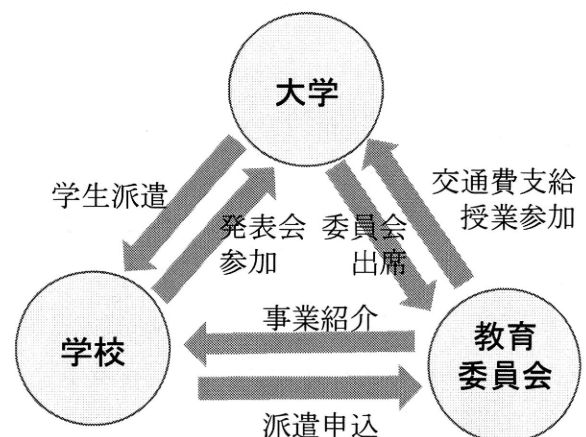 大学
学生派遣
発表会
参加
委員会
出席
交通費支給
授業参加
事業紹介
学校
教育
委員会
派遣申込